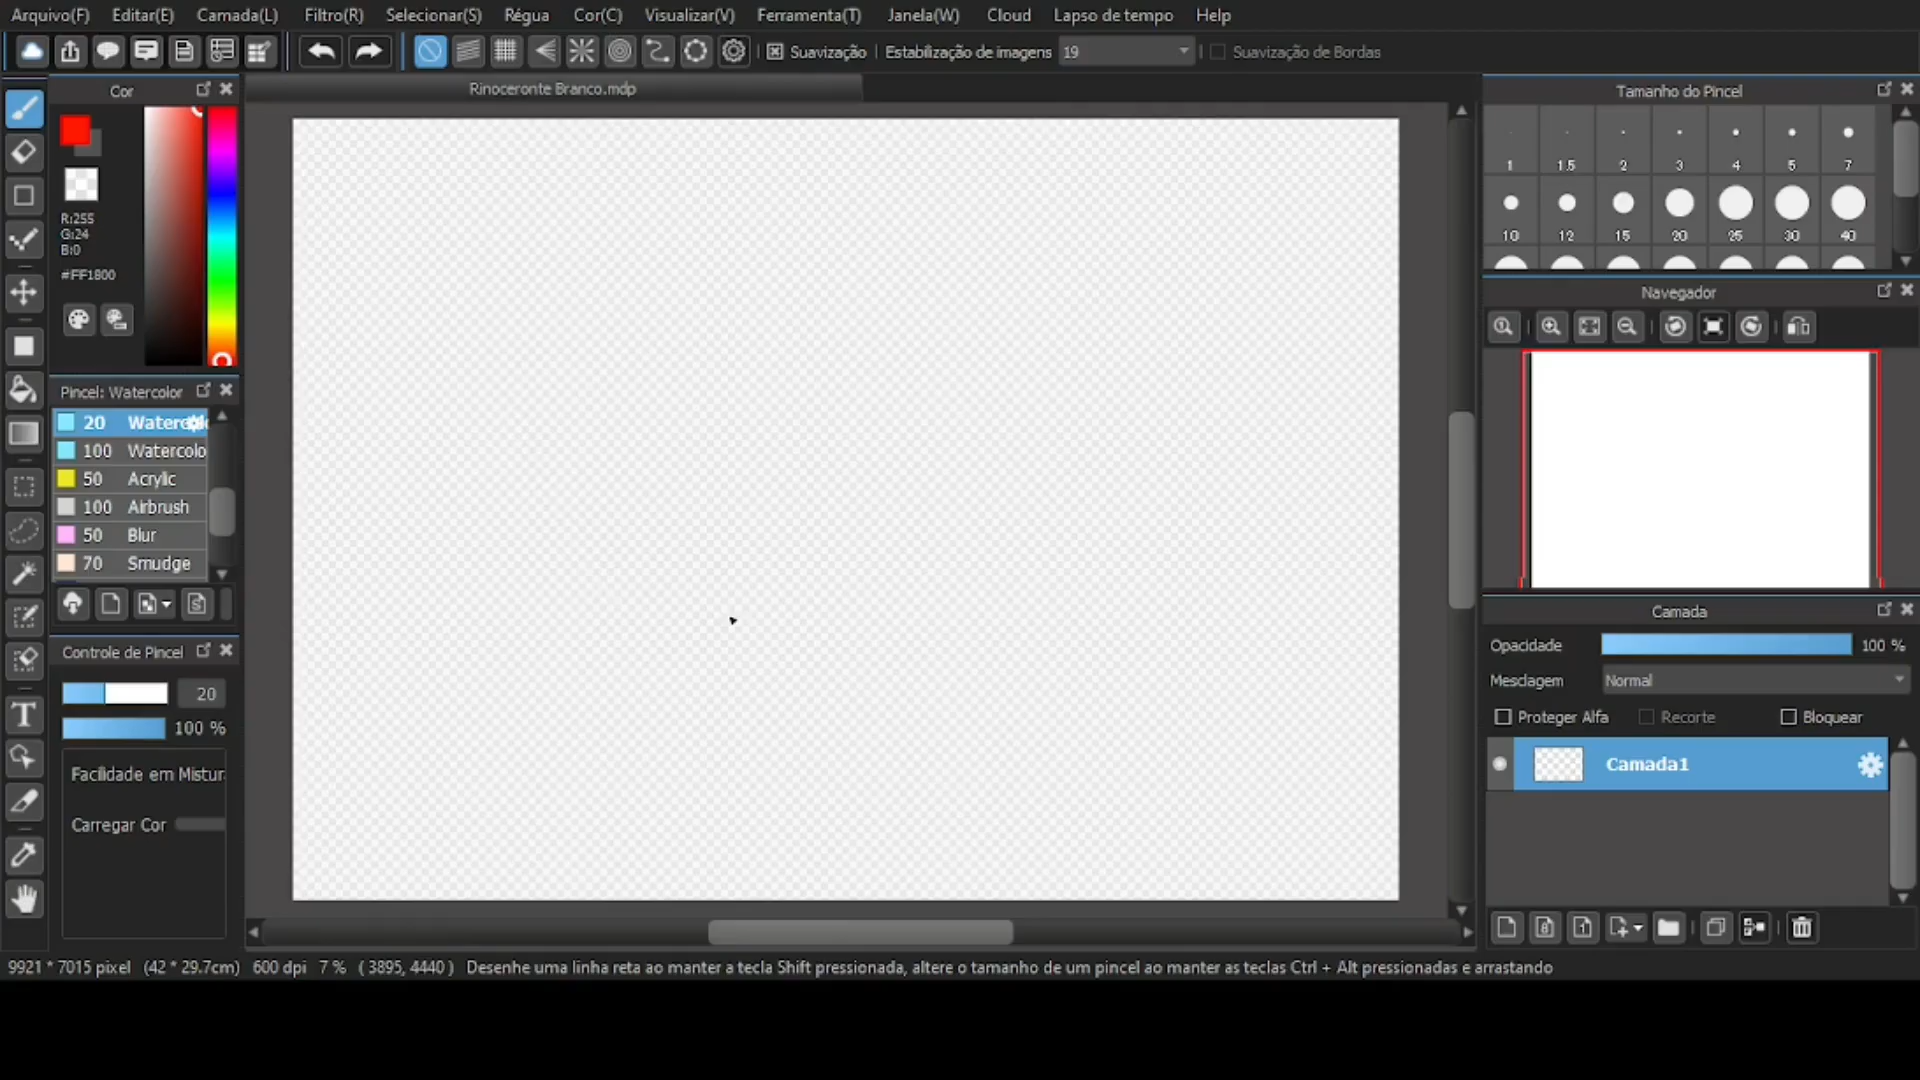 Arquivo(F) Editar(E) Camada(L) Filtro(R) Selecionar(S) Régua Cor(C) Visualizar(V) Ferramenta(T) Janela(W) Cloud Lapso de tempo Help
Suavização Estabilização de imagens 19 Suavização de Bordas
Cor
Rinoceronte Branco.mdp
R:255
G:24
B:0
#FF1800
Pincel: Watercolor
20
100 Watercolo
50 Acrylic
100 Airbrush
50 Blur
70 Smudge
Controle de Pincel
20
100 %
Facilidade em Mistur
Carregar Cor
T
Tamanho do Pincel
1 1.5 2 3 4 5 7
10 12 15 20 25 30 40
Navegador
Camada
Opacidade 100 %
Mesclagem Normal
Proteger Alfa Recorte Bloquear
Camada1
9921 * 7015 pixel (42 * 29.7cm) 600 dpi 7 % ( 3895, 4440 ) Desenhe uma linha reta ao manter a tecla Shift pressionada, altere o tamanho de um pincel ao manter as teclas Ctrl + Alt pressionadas e arrastando